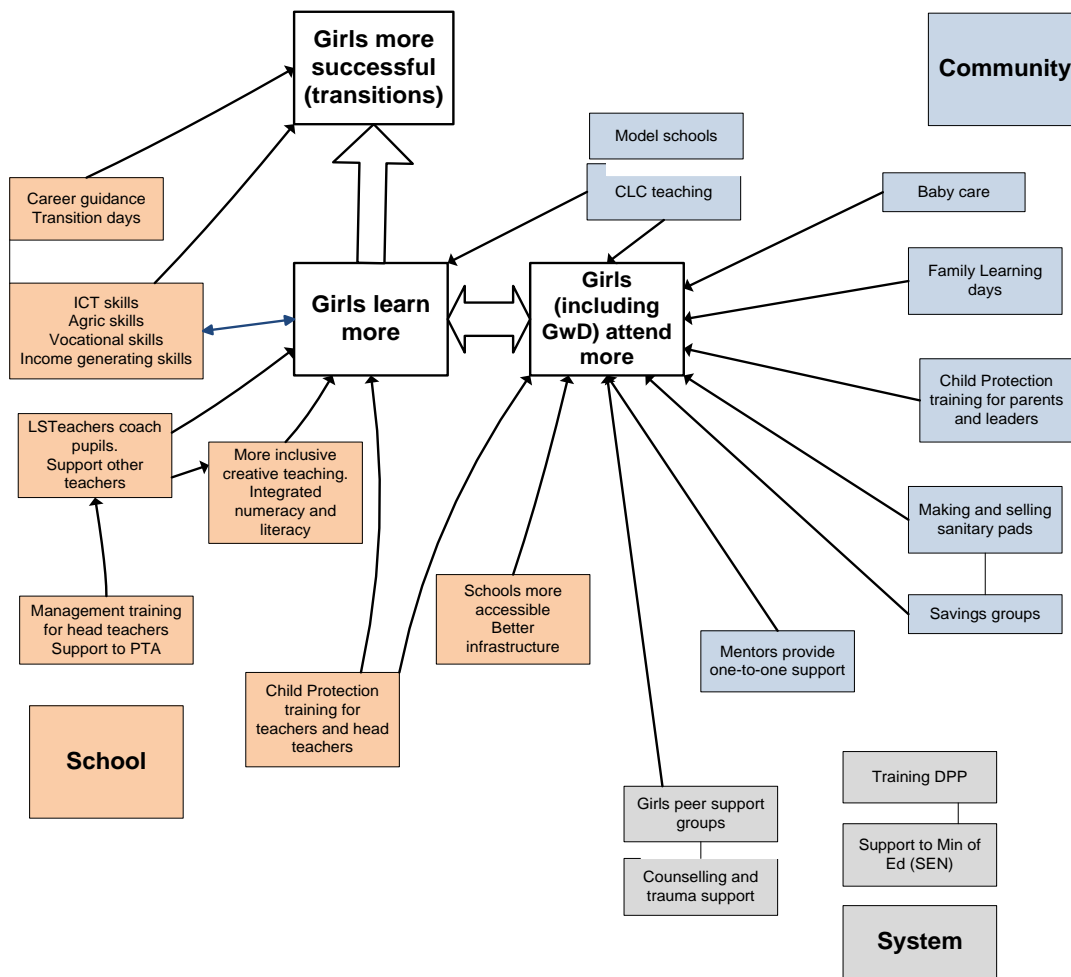 Girls more
successful
(transitions)
Community
Model schools
CLC teaching
Career guidance
Transition days
Baby care
Girls learn
more
Girls
(including
GwD) attend
more
Family Learning
days
ICT skills
Agric skills
Vocational skills
Income generating skills
Child Protection
training for parents
and leaders
LSTeachers coach
pupils.
Support other
teachers
More inclusive
creative teaching.
Integrated
numeracy and
literacy
Making and selling
sanitary pads
Schools more
accessible
Better
infrastructure
Management training
for head teachers
Support to PTA
Savings groups
Mentors provide
one-to-one support
Child Protection
training for
teachers and head
teachers
School
Training DPP
Girls peer support
groups
Support to Min of
Ed (SEN)
Counselling and
trauma support
System